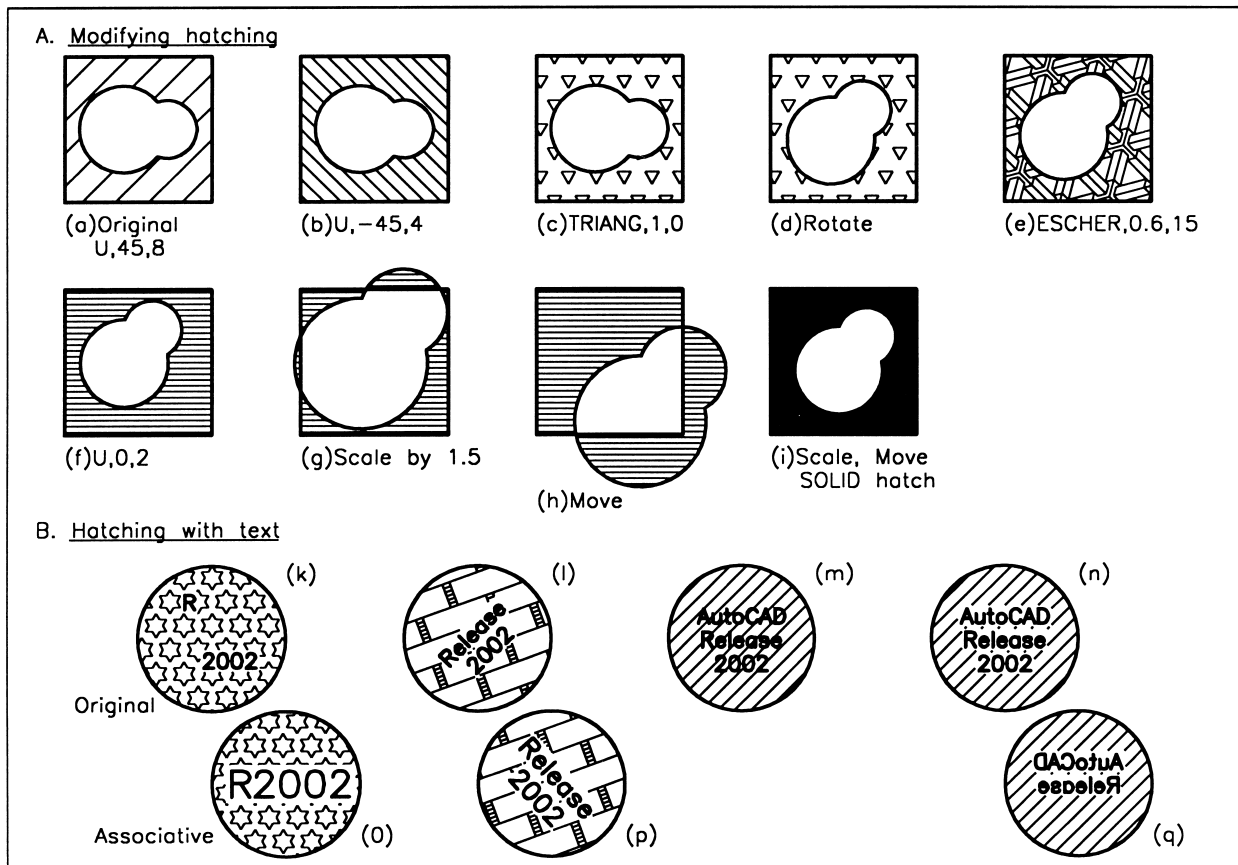 A. Modifying hatching
(a)Original
U,45,8
(b)U,-45,4
(c)TRIANG,1,0
(d)Rotate
(e)ESCHER,0.6,15
(f)U,0,2
(g)Scale by 1.5
(h)Move
(i)Scale, Move
SOLID hatch
B. Hatching with text
(k)
R
2002
(l)
Release
2002
(m)
AutoCAD
Release
2002
(n)
AutoCAD
Release
2002
Original
R2002
(0)
Release
2002
(p)
AutoCAD
Release
(q)
Associative